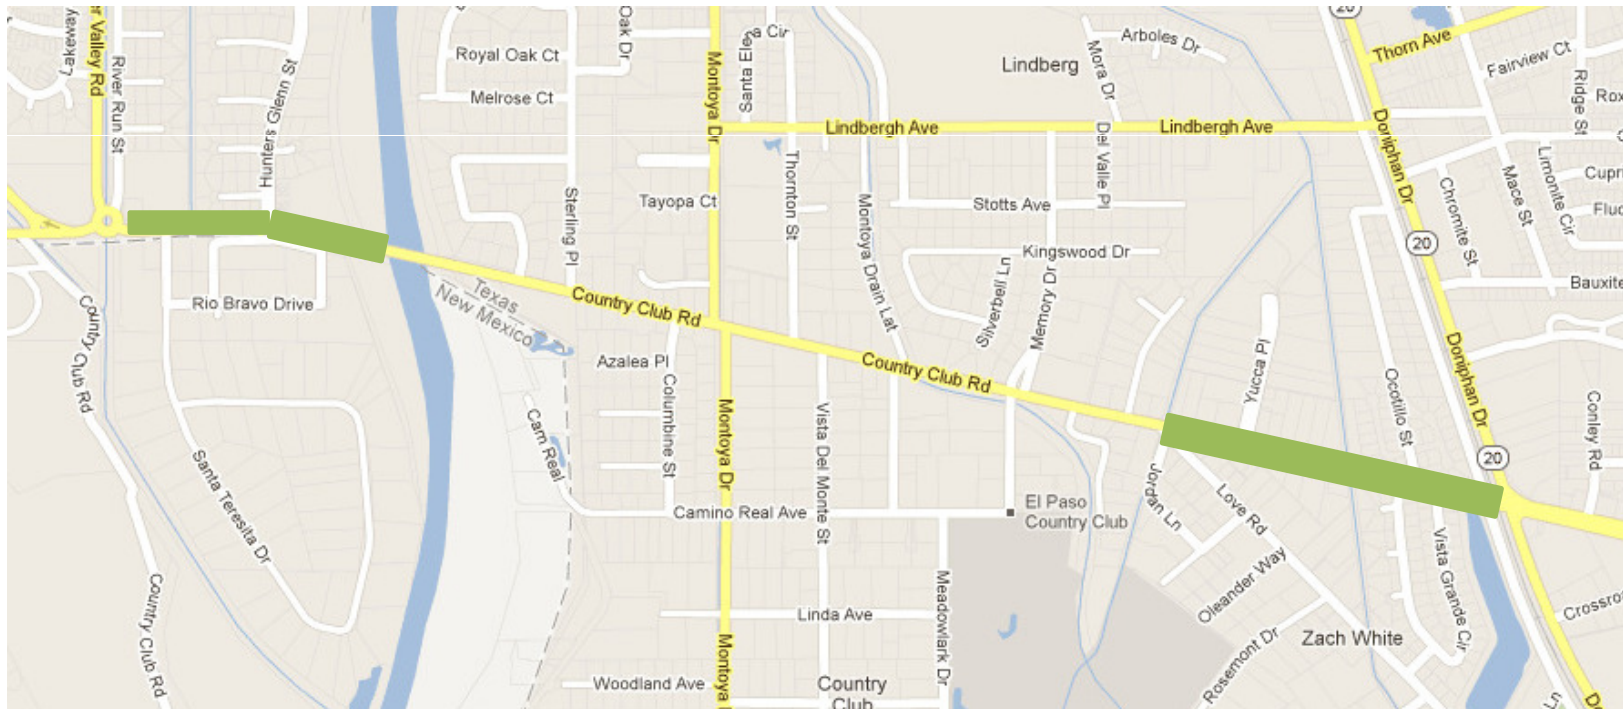 Lakeway
er Valley Rd
River Run St
Hunters Glenn St
Royal Oak Ct
Melrose Ct
Oak Dr
Sterling Pl
Tayopa Ct
Montoya Dr
Santa Elena Cir
Thornton St
Lindbergh Ave
Lindbergh Ave
Lindberg
Arboles Dr
Mora Dr
Del Valle Pl
Stotts Ave
Kingswood Dr
Silverbell Ln
Memory Dr
Montoya Drain Lat
20
Thorn Ave
Fairview Ct
Ridge St
Rox
Doniphan Dr
Chromite St
Mace St
Limonite Cir
Cupri
Fluo
Bauxite
20
Rio Bravo Drive
Country Club Rd
Texas
New Mexico
Country Club Rd
Azalea Pl
Columbine St
Country Club Rd
Yucca Pl
Ocotillo St
Doniphan Dr
Conley Rd
20
Santa Teresita Dr
Cam Real
Montoya Dr
Vista Del Monte St
Camino Real Ave
El Paso
Country Club
Jordan Ln
Love Rd
Oleander Way
Vista Grande Cir
Country Club Rd
Linda Ave
Meadowlark Dr
Zach White
Rosemont Dr
Crossro
Woodland Ave
Montoya
Country
Club